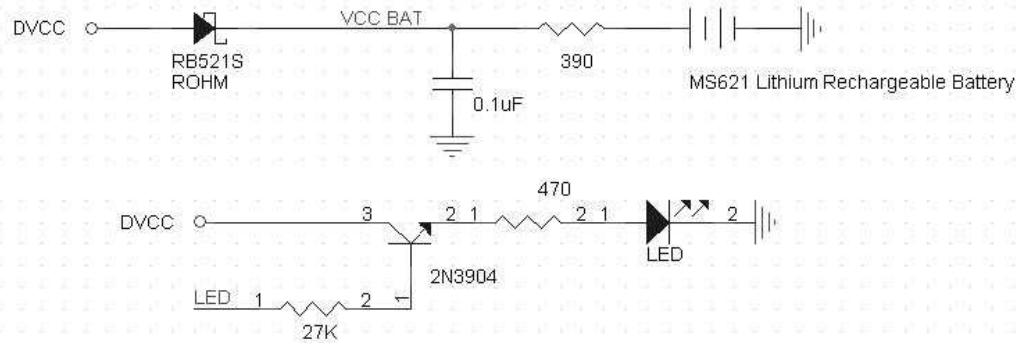 DVCC
VCC BAT
RB521S
ROHM
390
MS621 Lithium Rechargeable Battery
0.1uF
470
DVCC
3
2 1
2 1
2
LED
2N3904
LED 1
2
1
27K